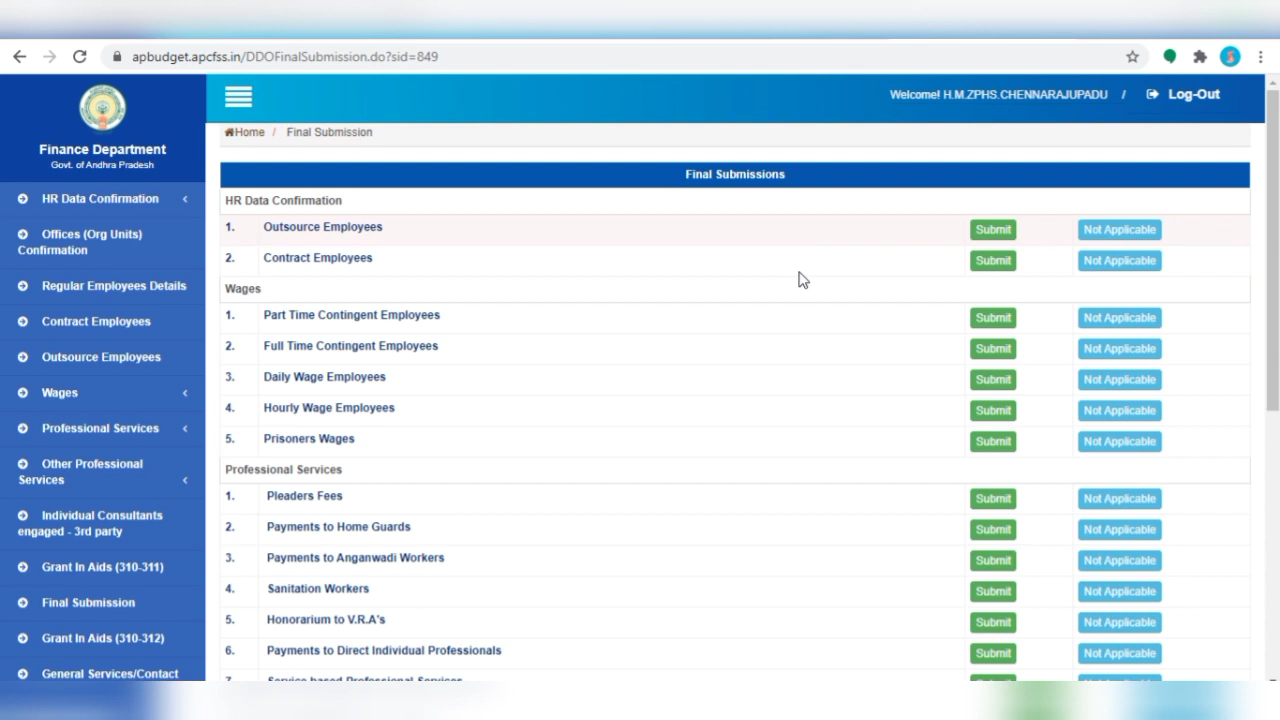 apbudget.apcfss.in/DDOFinalSubmission.do?sid=849
Finance Department
Govt. of Andhra Pradesh
HR Data Confirmation
Offices (Org Units)
Confirmation
Regular Employees Details
Contract Employees
Outsource Employees
Wages
Professional Services
Other Professional
Services
Individual Consultants
engaged - 3rd party
Grant In Aids (310-311)
Final Submission
Grant In Aids (310-312)
General Services/Contact
Welcome! H.M.ZPHS.CHENNARAJUPADU / Log-Out
Home / Final Submission
Final Submissions
HR Data Confirmation
1. Outsource Employees Submit Not Applicable
2. Contract Employees Submit Not Applicable
Wages
1. Part Time Contingent Employees Submit Not Applicable
2. Full Time Contingent Employees Submit Not Applicable
3. Daily Wage Employees Submit Not Applicable
4. Hourly Wage Employees Submit Not Applicable
5. Prisoners Wages Submit Not Applicable
Professional Services
1. Pleaders Fees Submit Not Applicable
2. Payments to Home Guards Submit Not Applicable
3. Payments to Anganwadi Workers Submit Not Applicable
4. Sanitation Workers Submit Not Applicable
5. Honorarium to V.R.A's Submit Not Applicable
6. Payments to Direct Individual Professionals Submit Not Applicable
7. Service based Professional Services